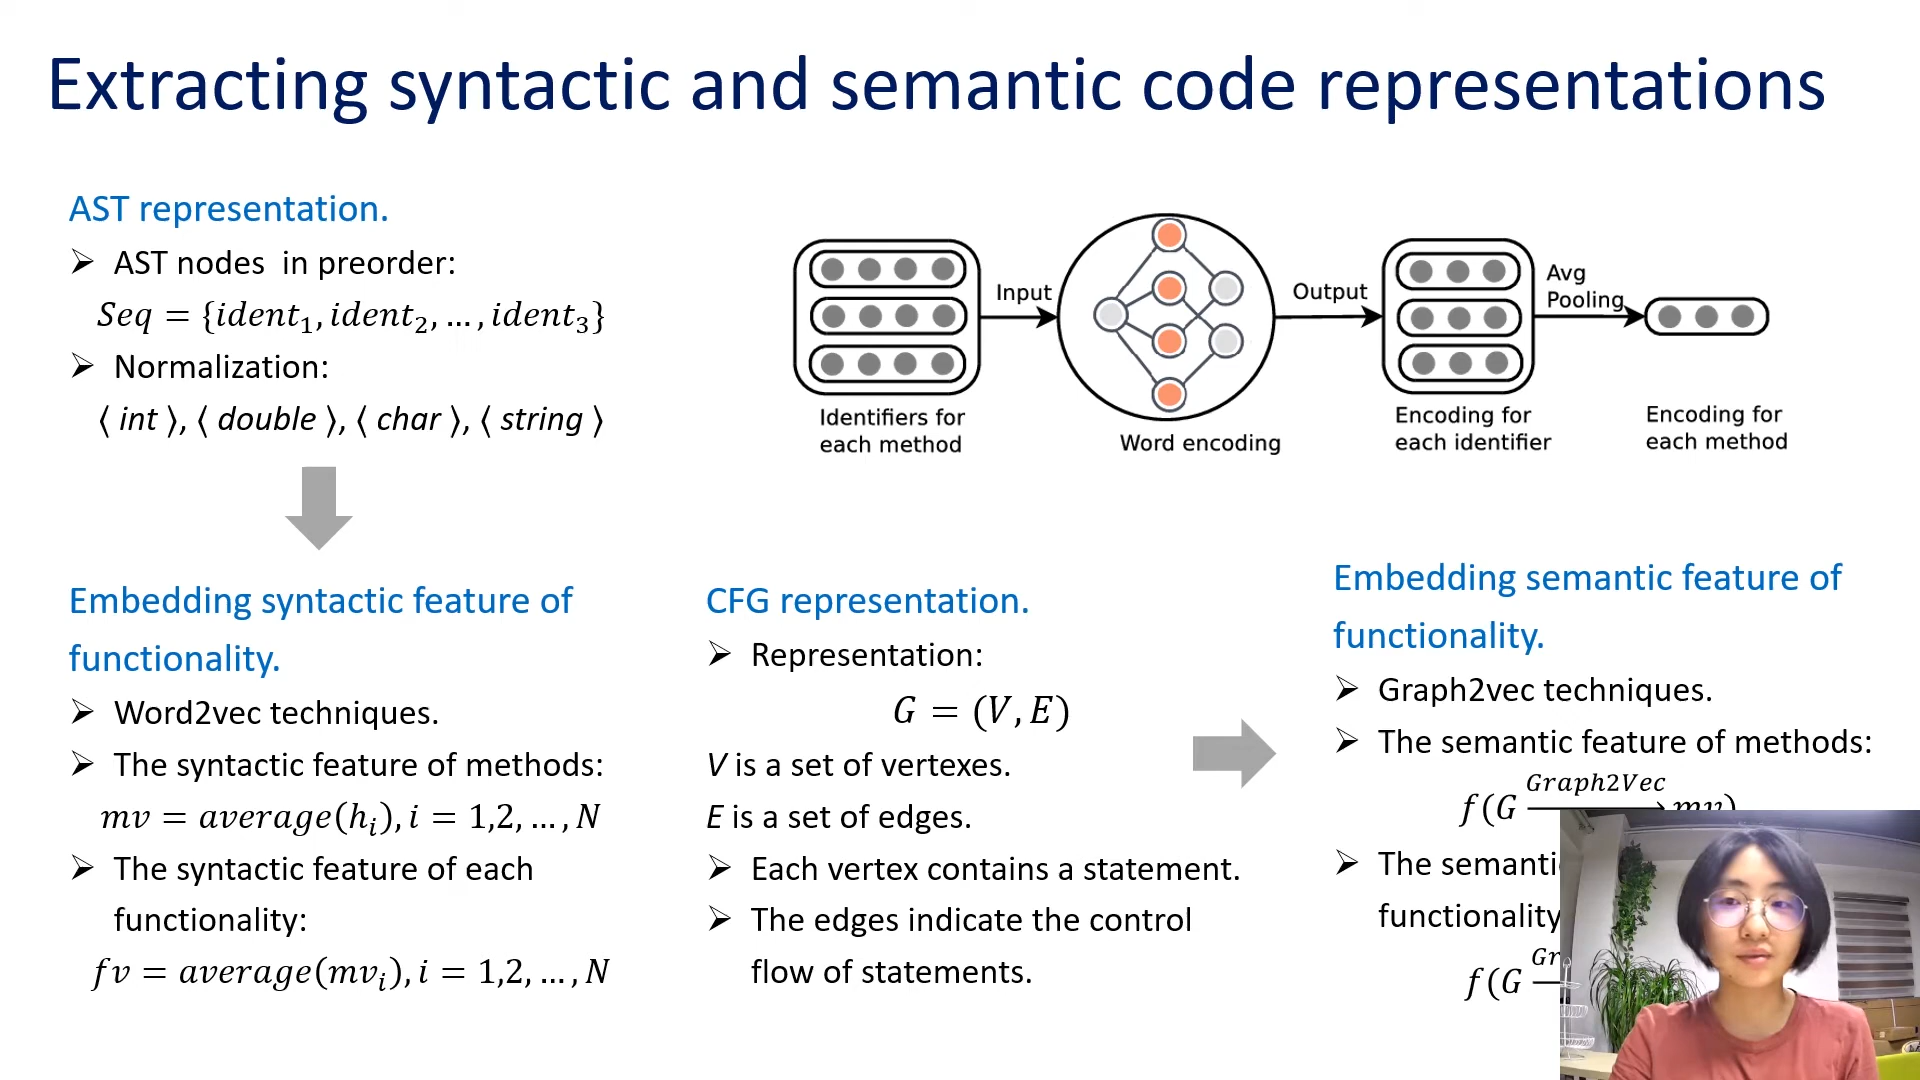 Extracting syntactic and semantic code representations
AST representation.
➢ AST nodes in preorder:
Seq = {ident₁, ident₂, … , ident₃}
➢ Normalization:
⟨ int ⟩, ⟨ double ⟩, ⟨ char ⟩, ⟨ string ⟩
Input
Output
Avg
Pooling
Identifiers for
each method
Word encoding
Encoding for
each identifier
Encoding for
each method
Embedding syntactic feature of
functionality.
➢ Word2vec techniques.
➢ The syntactic feature of methods:
mv = average(hᵢ), i = 1,2, … , N
➢ The syntactic feature of each
functionality:
fv = average(mvᵢ), i = 1,2, … , N
CFG representation.
➢ Representation:
G = (V, E)
V is a set of vertexes.
E is a set of edges.
➢ Each vertex contains a statement.
➢ The edges indicate the control
flow of statements.
Embedding semantic feature of
functionality.
➢ Graph2vec techniques.
➢ The semantic feature of methods:
Graph2Vec
f(G → mv)
➢ The semantic
functionality
f(G